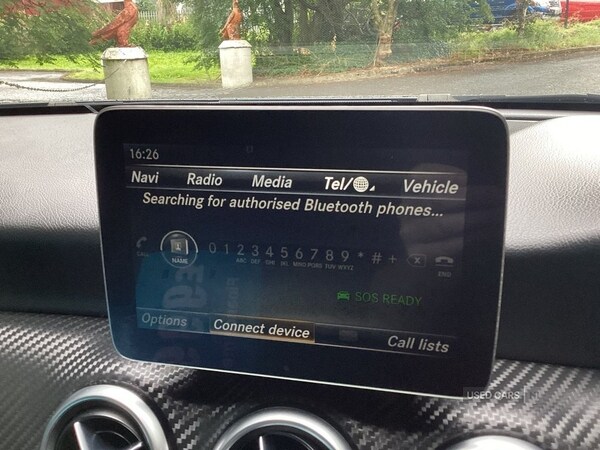 16:26
Navi Radio Media Tel/ Vehicle
Searching for authorised Bluetooth phones...
CALL NAME 0 1 2 3 4 5 6 7 8 9 * # + END
ABC DEF GHI JKL MNO PQRS TUV WXYZ
SOS READY
Options Connect device Call lists
USED CARS